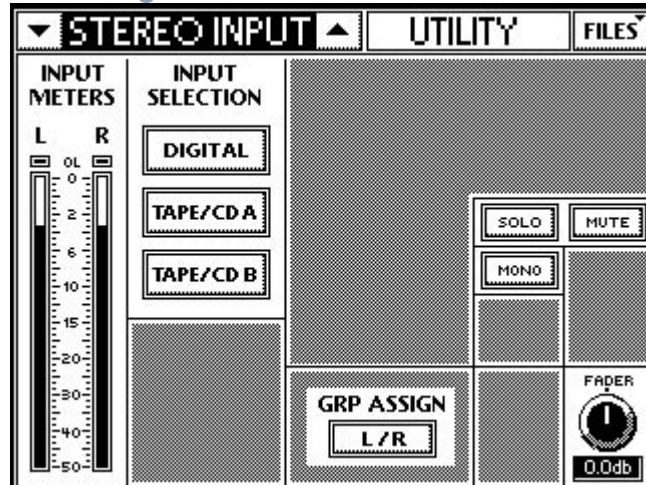 STEREO INPUT
UTILITY
FILES
INPUT
METERS
INPUT
SELECTION
L R
OL
0
2
6
10
15
20
30
40
50
DIGITAL
TAPE/CD A
TAPE/CD B
SOLO
MUTE
MONO
GRP ASSIGN
L/R
FADER
0.0db